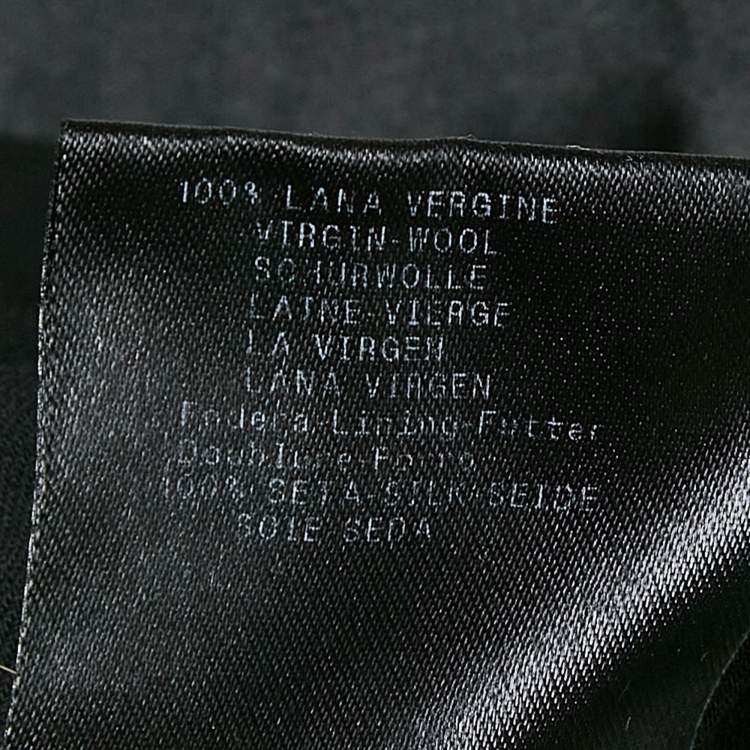 100% LANA VERGINE
VIRGIN-WOOL
SCHURWOLLE
LAINE-VIERGE
LA VIRGEN
LANA VIRGEN
Fodera-Lining-Futter
Doublure-Forro
100% SETA-SILK-SEIDE
SOIE SEDA